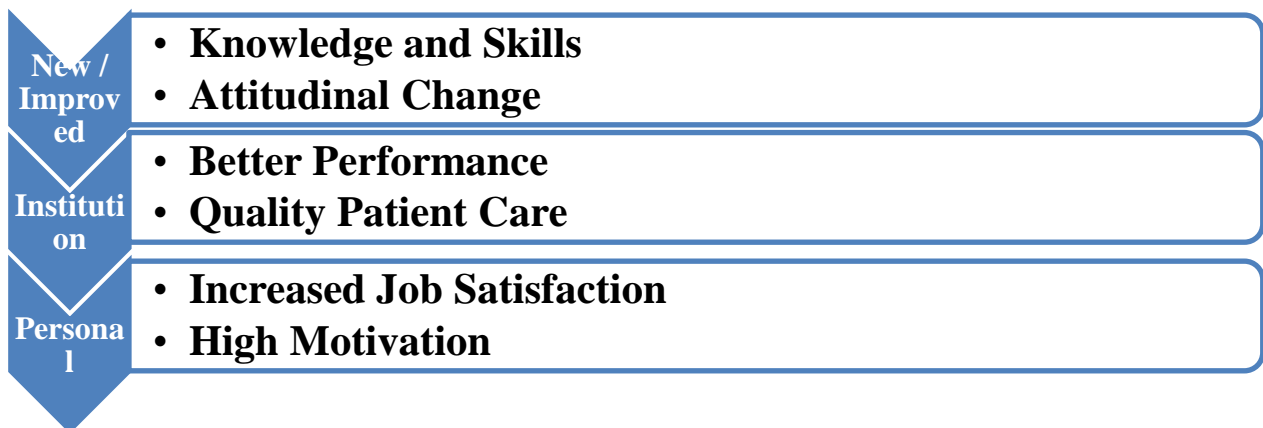 New /
Improv
ed
• Knowledge and Skills
• Attitudinal Change
Instituti
on
• Better Performance
• Quality Patient Care
Persona
l
• Increased Job Satisfaction
• High Motivation